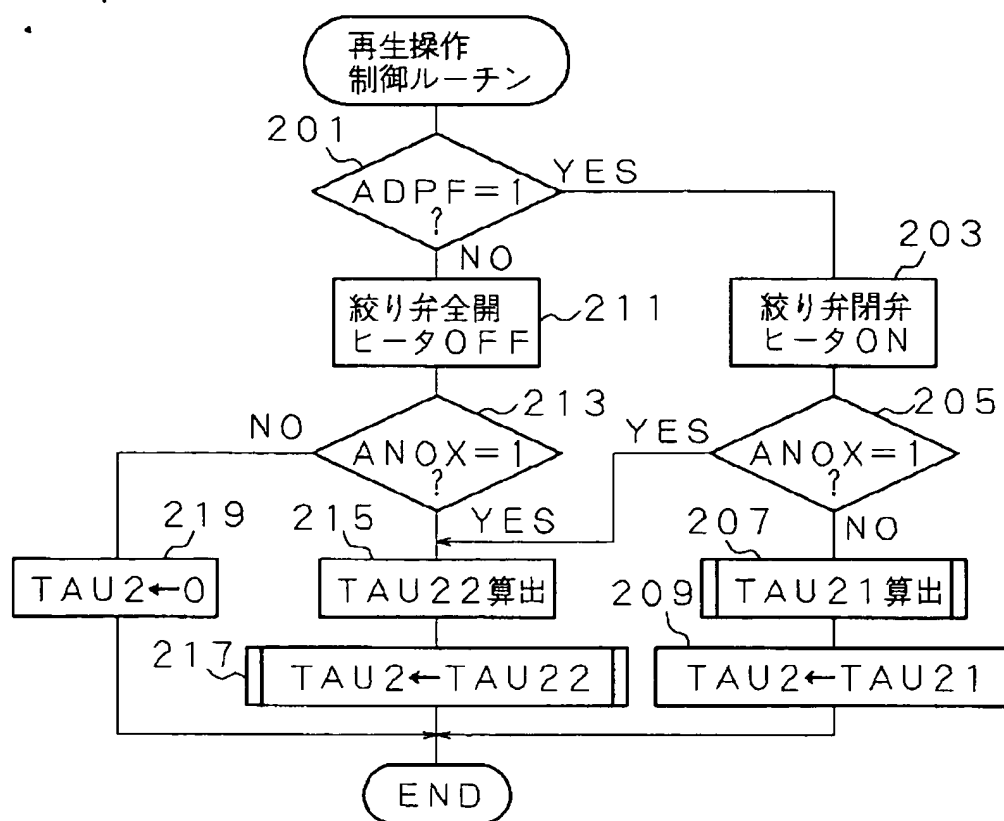 再生操作
制御ルーチン
201
ADPF=1
?
YES
NO
203
絞り弁全開
ヒータOFF
211
絞り弁閉弁
ヒータON
213
205
NO
ANOX=1
?
YES
YES
ANOX=1
?
NO
219
215
207
TAU2←0
TAU22算出
TAU21算出
209
217
TAU2←TAU22
TAU2←TAU21
END